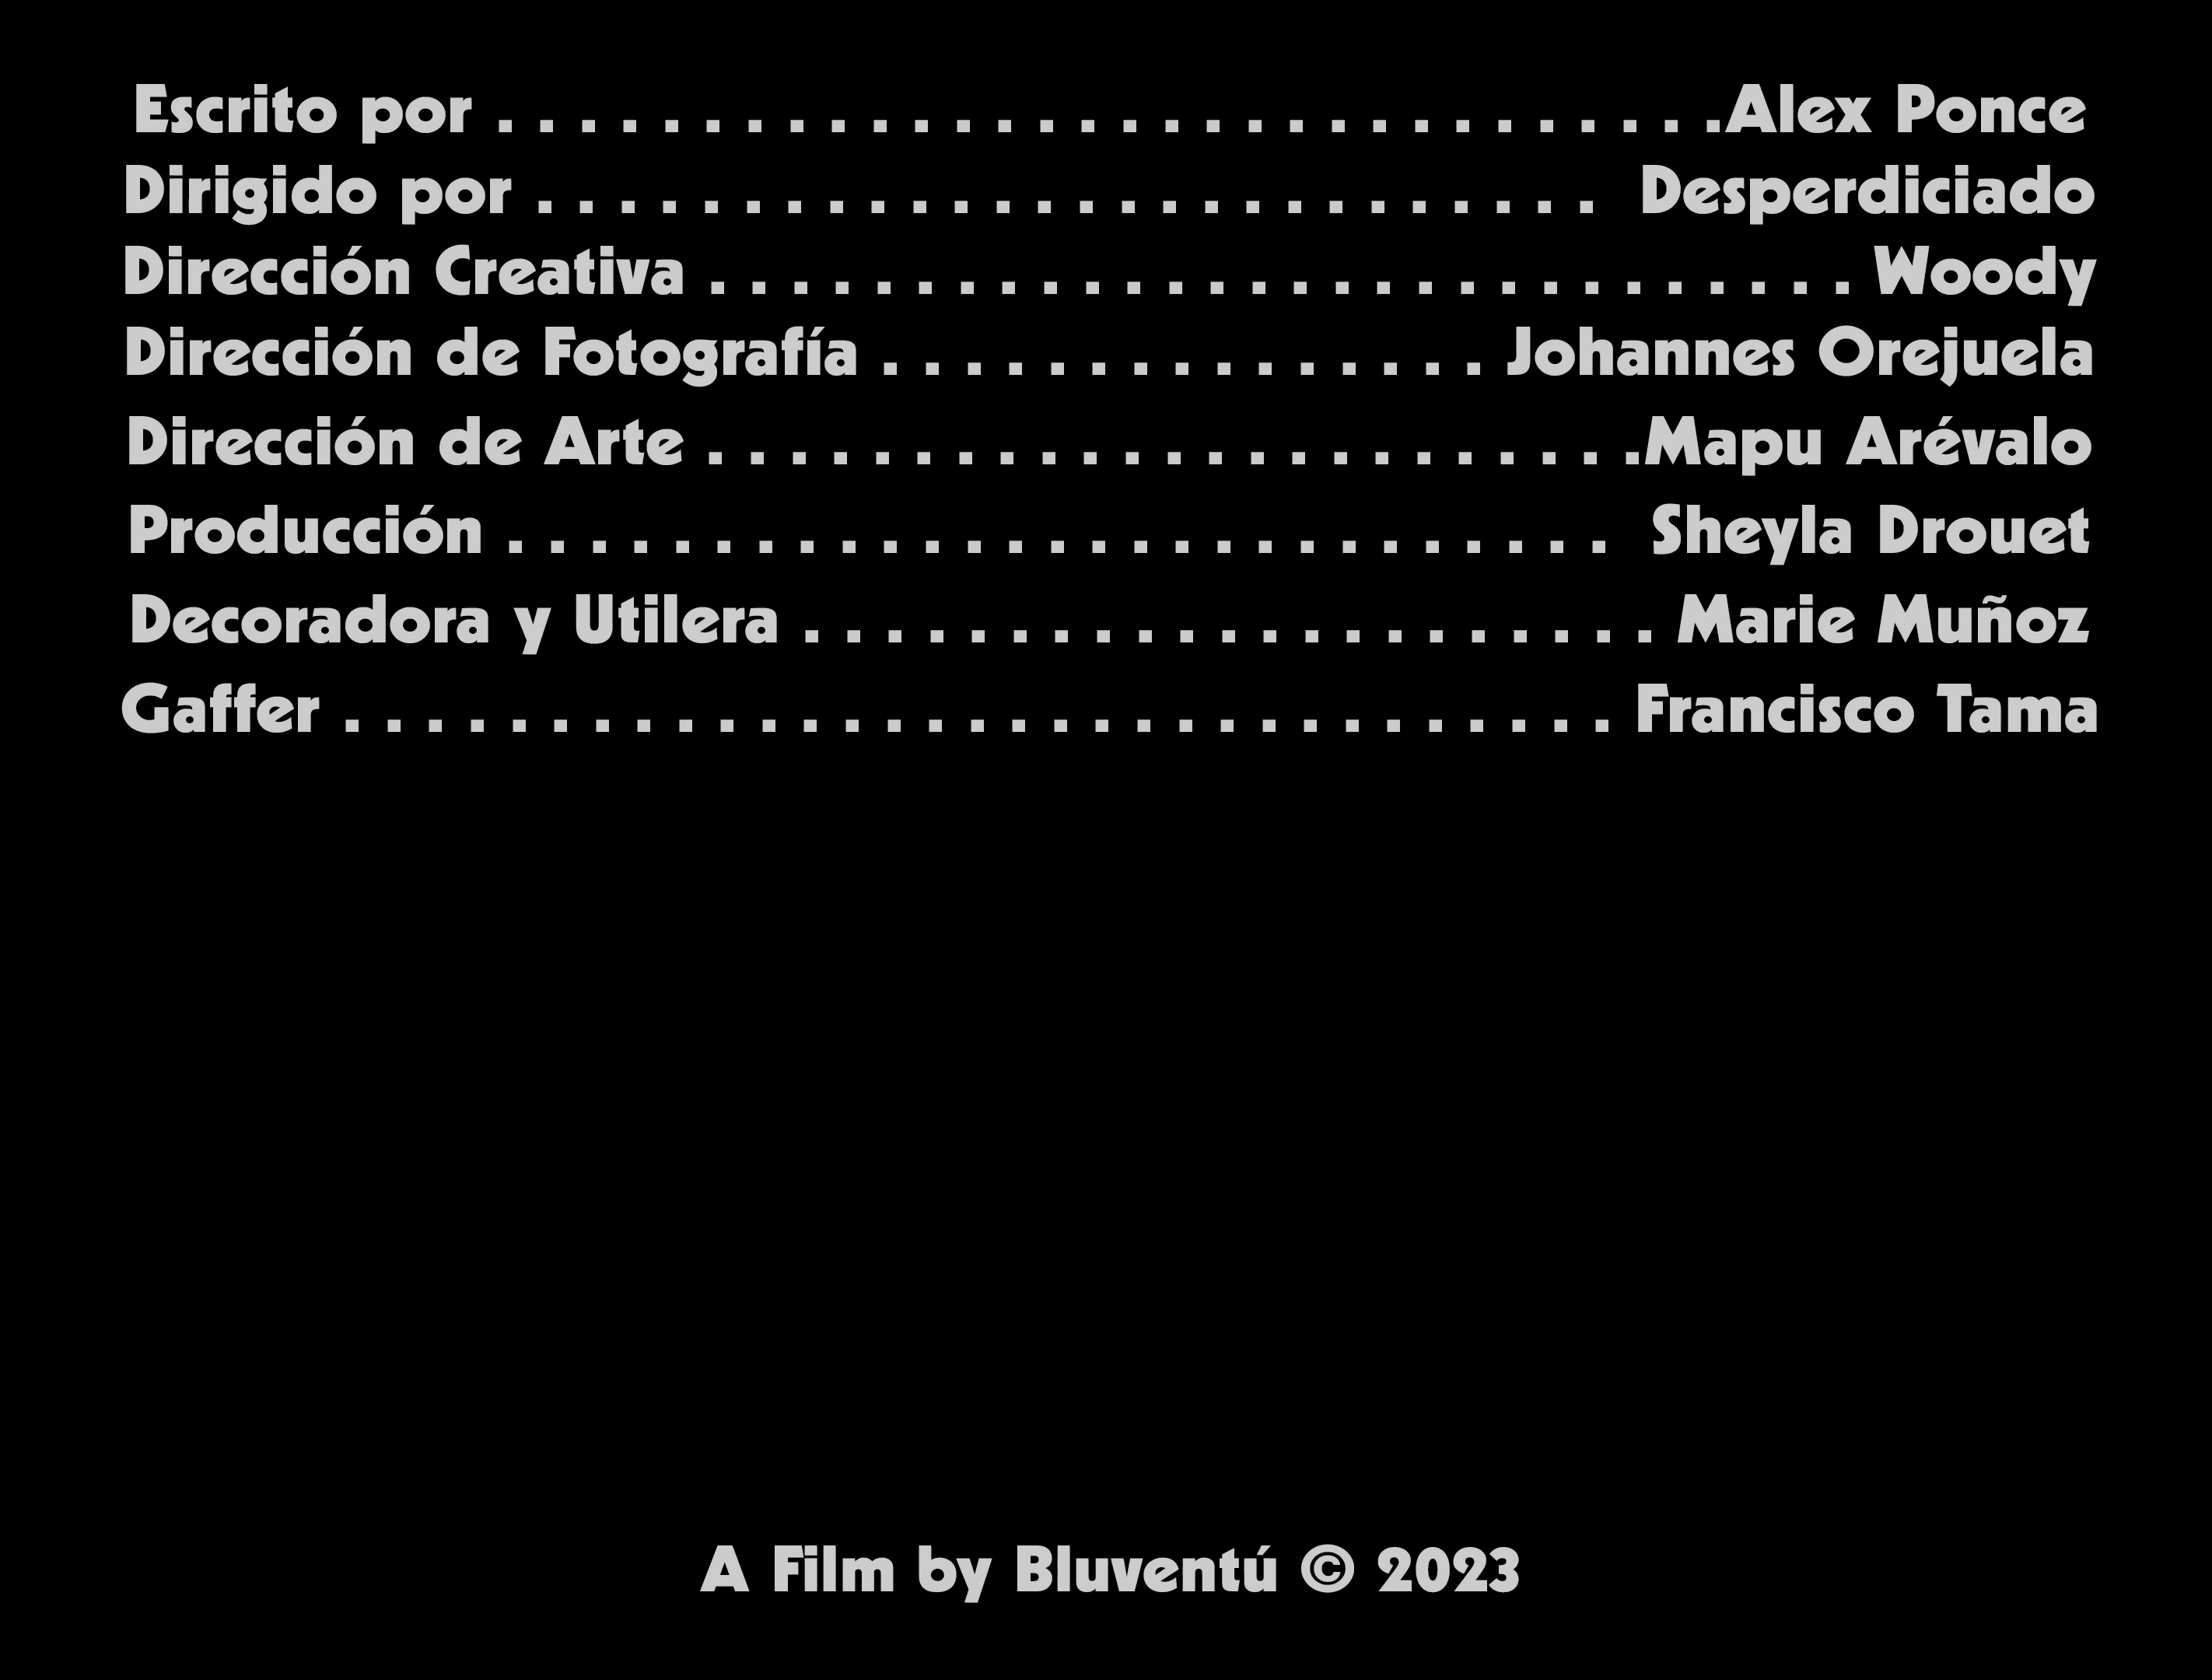 Escrito por . . . . . . . . . . . . . . . . . . . . . . . . . . . . . .Alex Ponce
Dirigido por . . . . . . . . . . . . . . . . . . . . . . . . . . Desperdiciado
Dirección Creativa . . . . . . . . . . . . . . . . . . . . . . . . . . . . Woody
Dirección de Fotografía . . . . . . . . . . . . . . . Johannes Orejuela
Dirección de Arte . . . . . . . . . . . . . . . . . . . . . . .Mapu Arévalo
Producción . . . . . . . . . . . . . . . . . . . . . . . . . . . Sheyla Drouet
Decoradora y Utilera . . . . . . . . . . . . . . . . . . . . . Marie Muñoz
Gaffer . . . . . . . . . . . . . . . . . . . . . . . . . . . . . . . Francisco Tama
A Film by Bluventú © 2023